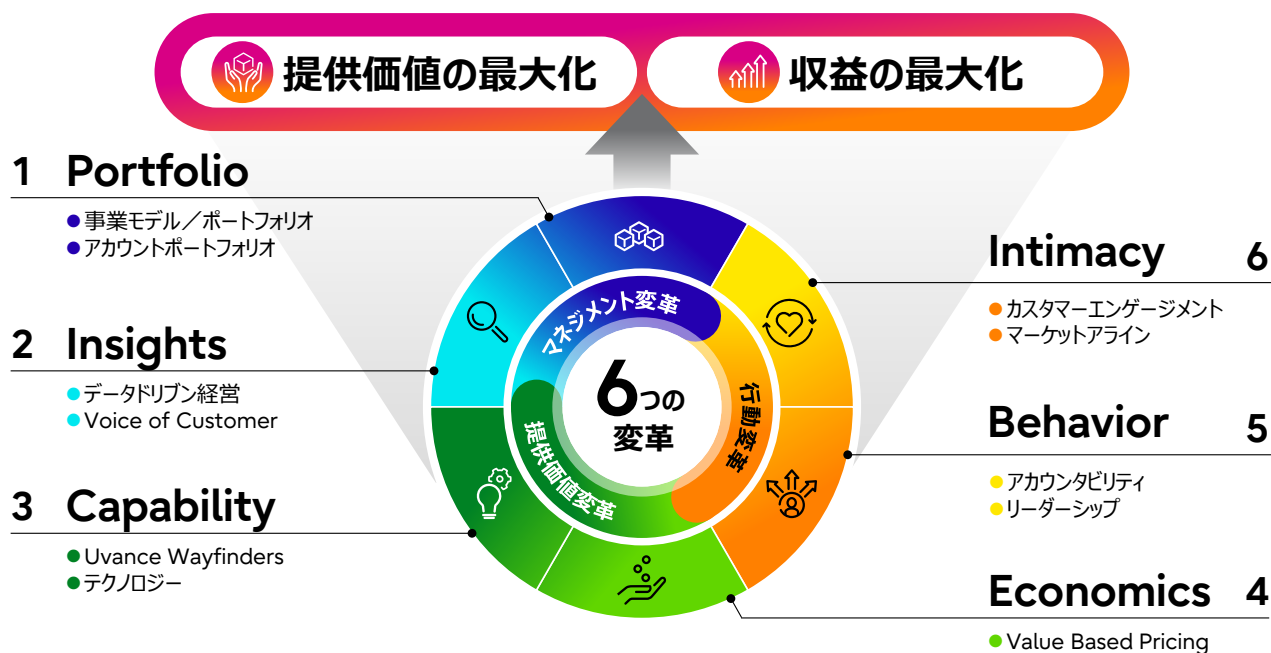 提供価値の最大化
収益の最大化
1 Portfolio
●事業モデル／ポートフォリオ
●アカウントポートフォリオ
2 Insights
●データドリブン経営
●Voice of Customer
3 Capability
●Uvance Wayfinders
●テクノロジー
マネジメント変革
行動変革
提供価値変革
6つの
変革
Intimacy 6
●カスタマーエンゲージメント
●マーケットアライン
Behavior 5
●アカウンタビリティ
●リーダーシップ
Economics 4
●Value Based Pricing